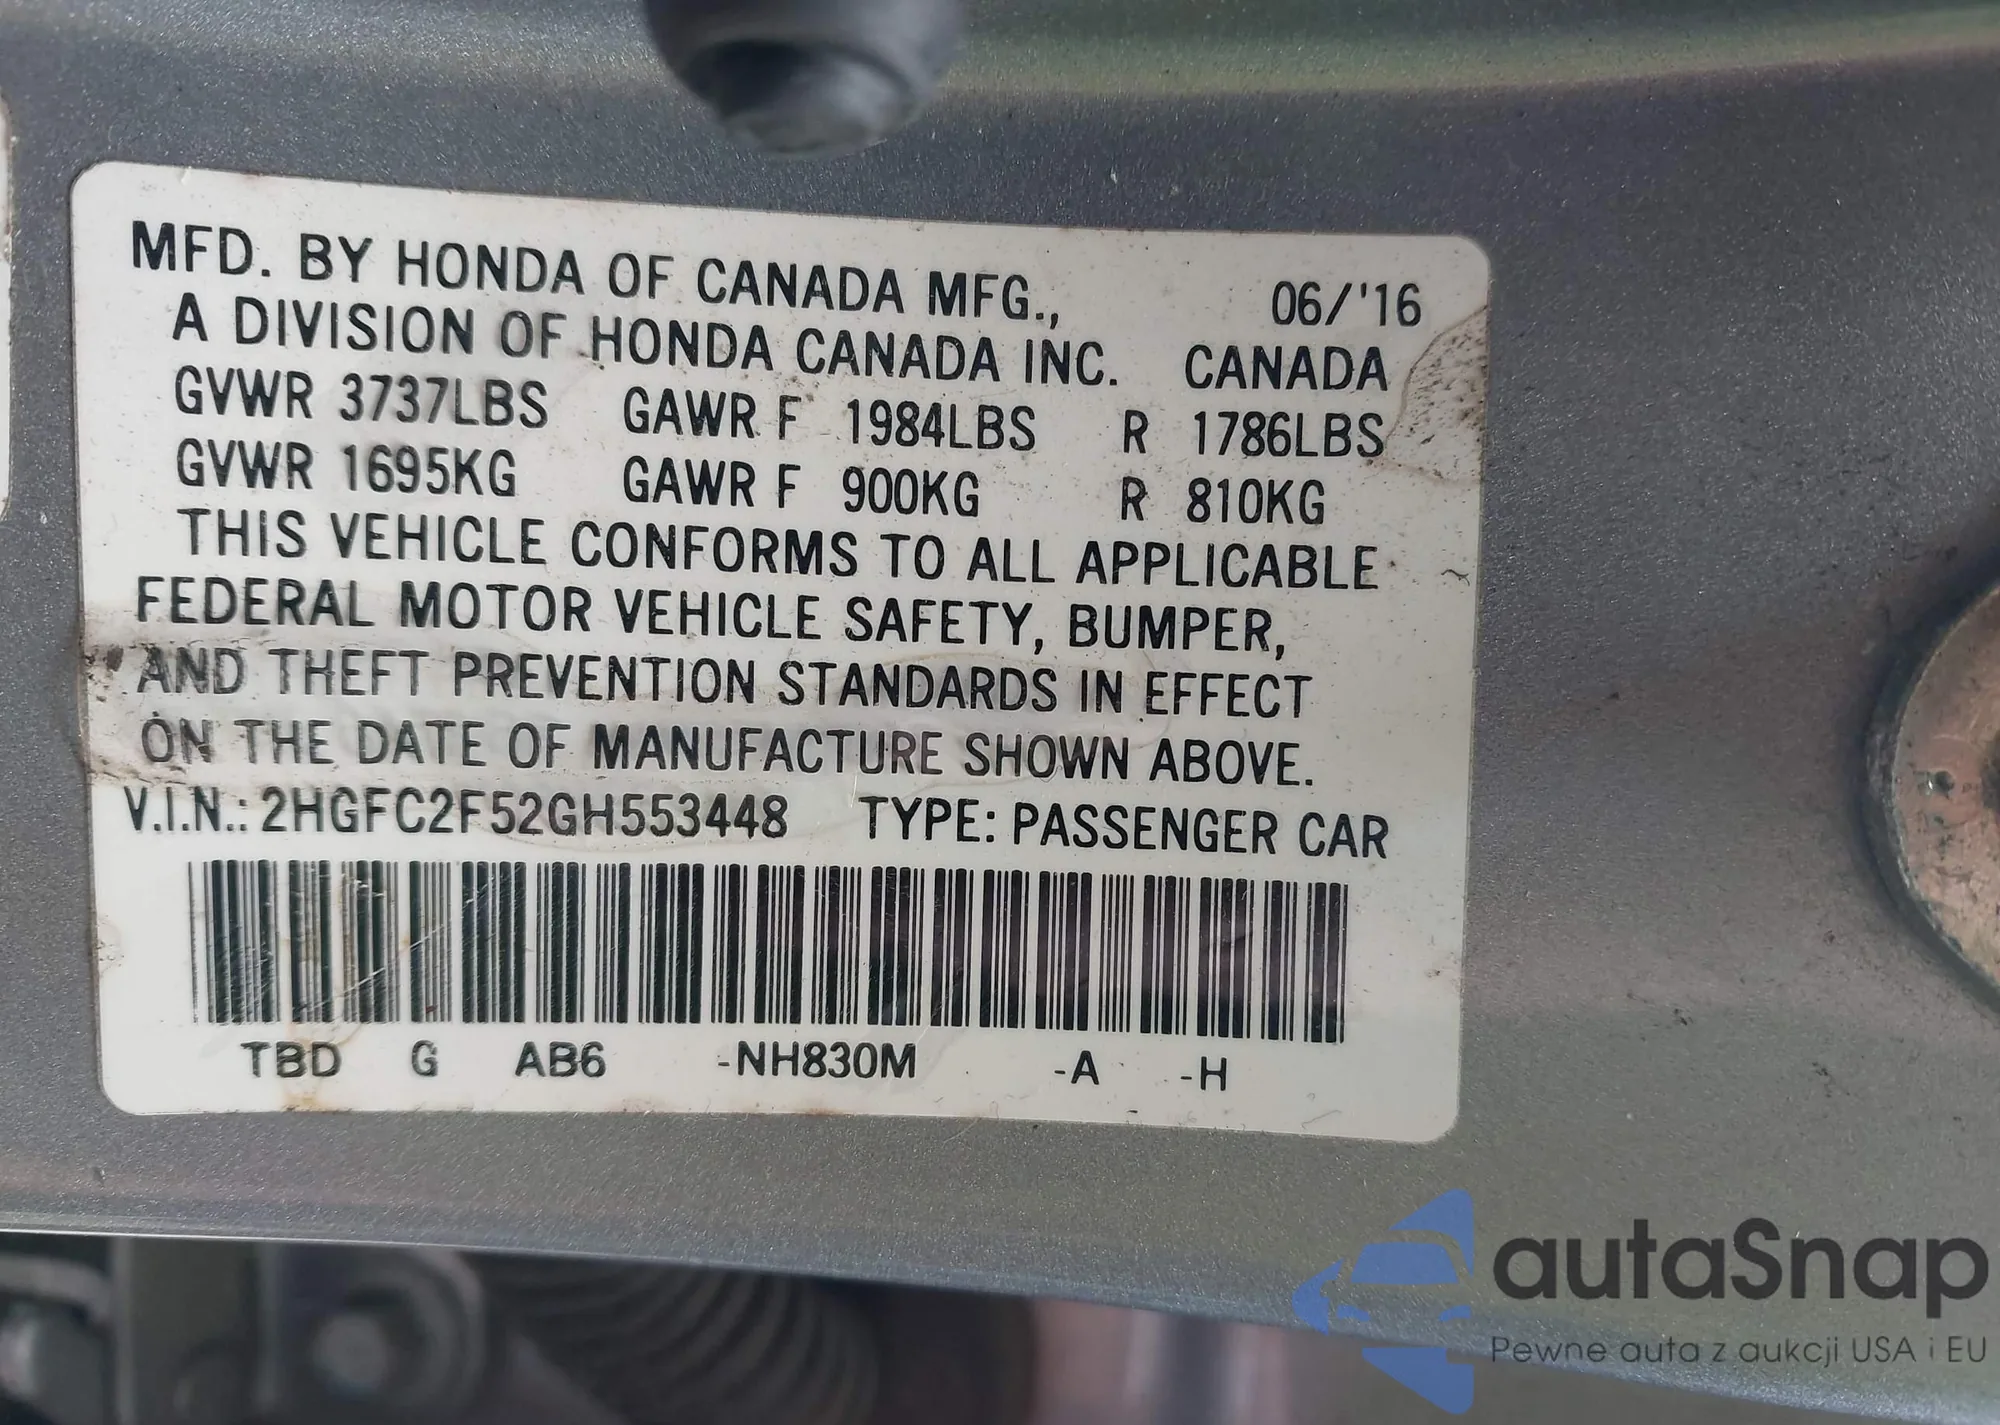 MFD. BY HONDA OF CANADA MFG., 06/'16
A DIVISION OF HONDA CANADA INC. CANADA
GVWR 3737LBS GAWR F 1984LBS R 1786LBS
GVWR 1695KG GAWR F 900KG R 810KG
THIS VEHICLE CONFORMS TO ALL APPLICABLE
FEDERAL MOTOR VEHICLE SAFETY, BUMPER,
AND THEFT PREVENTION STANDARDS IN EFFECT
ON THE DATE OF MANUFACTURE SHOWN ABOVE.
V.I.N.: 2HGFC2F52GH553448 TYPE: PASSENGER CAR
TBD G AB6 -NH830M -A -H
autaSnap
Pewne auta z aukcji USA i EU